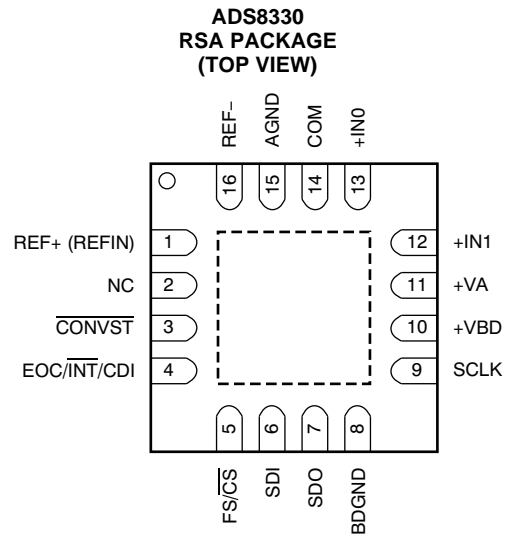 ADS8330
RSA PACKAGE
(TOP VIEW)
REF−
AGND
COM
+IN0
16
15
14
13
REF+ (REFIN)
1
12
+IN1
NC
2
11
+VA
CONVST
3
10
+VBD
EOC/INT/CDI
4
9
SCLK
5
6
7
8
FS/CS
SDI
SDO
BDGND